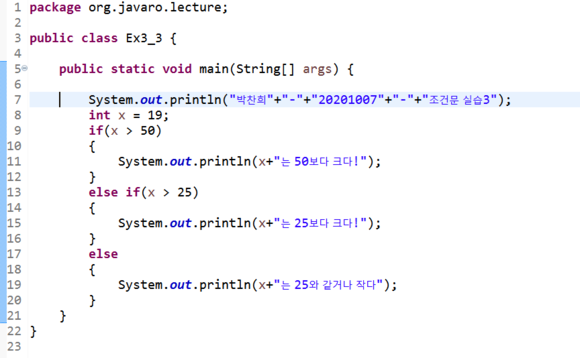 1 package org.javaro.lecture;
2
3 public class Ex3_3 {
4
5     public static void main(String[] args) {
6
7         System.out.println("박찬희"+"-"+"20201007"+"-"+"조건문 실습3");
8         int x = 19;
9         if(x > 50)
10         {
11             System.out.println(x+"는 50보다 크다!");
12         }
13         else if(x > 25)
14         {
15             System.out.println(x+"는 25보다 크다!");
16         }
17         else
18         {
19             System.out.println(x+"는 25와 같거나 작다");
20         }
21     }
22 }
23